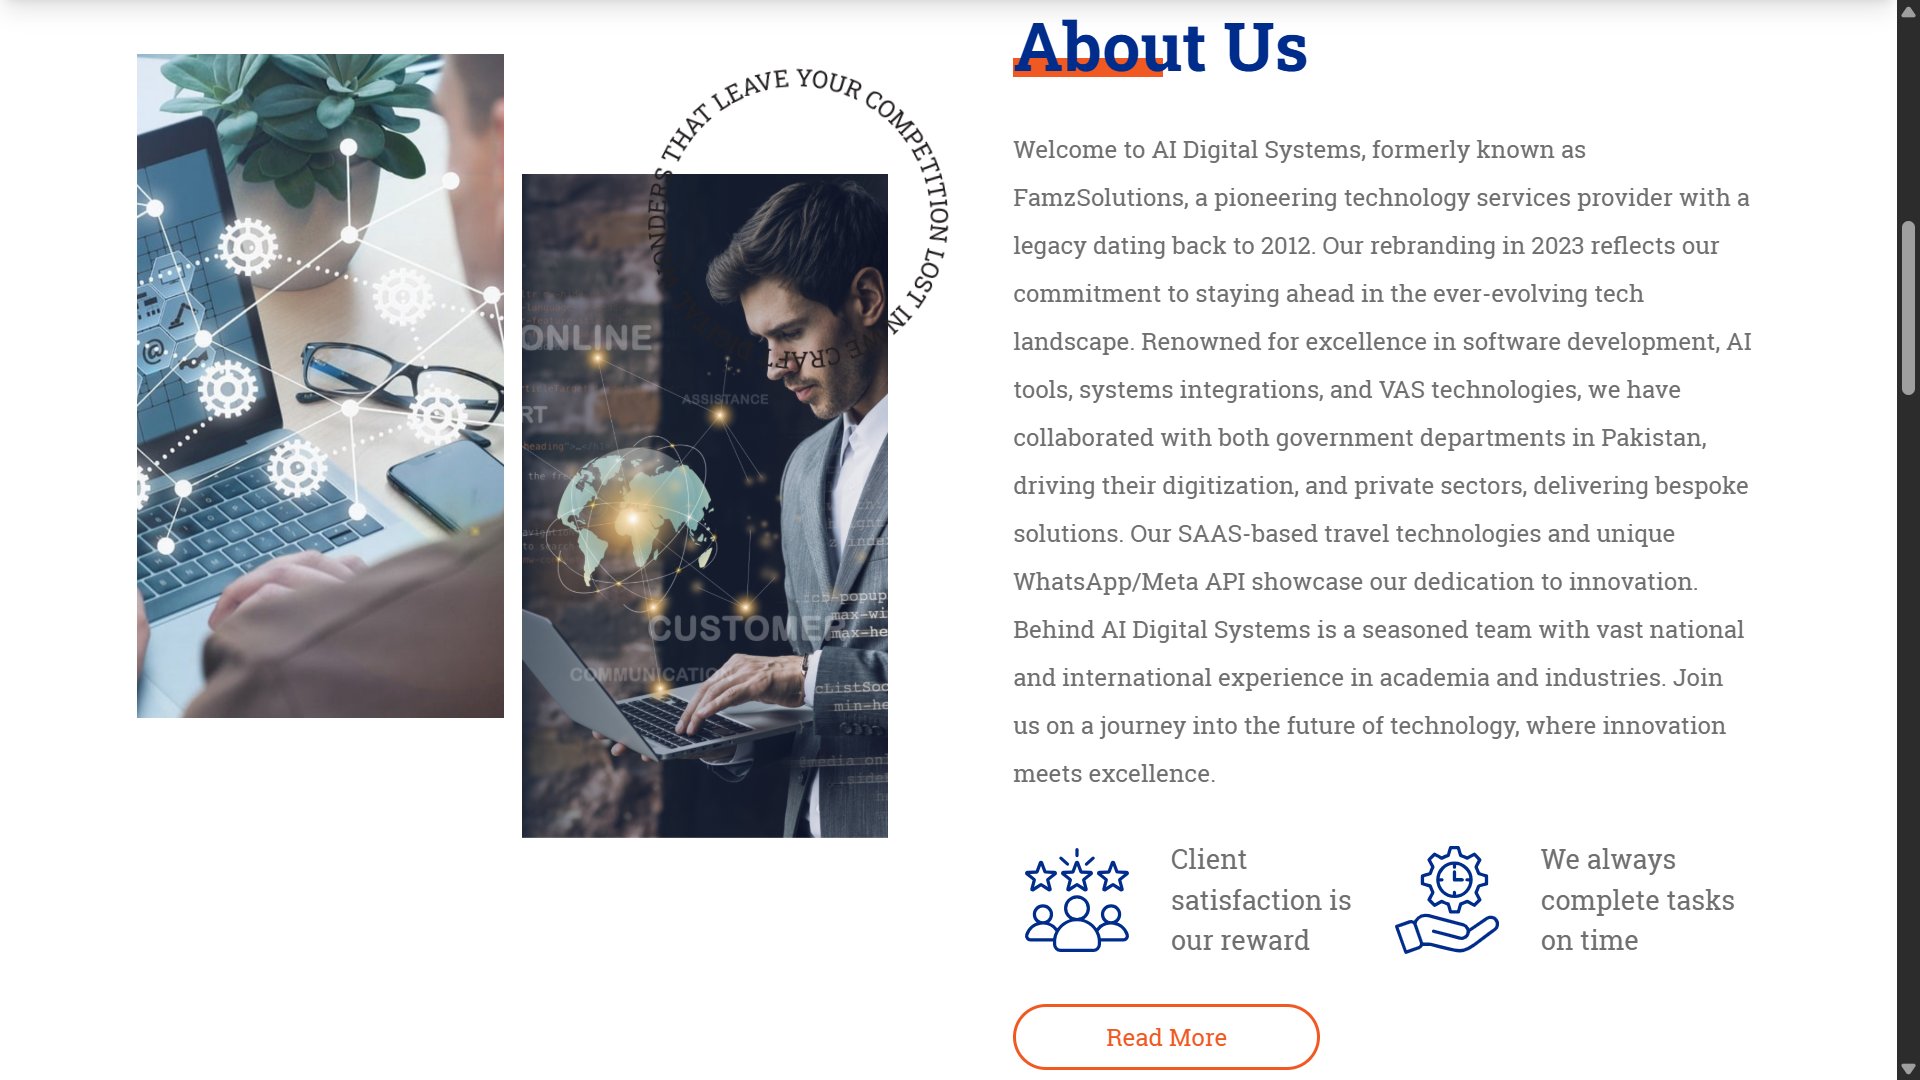 About Us
WE CRAFT DIGITAL WONDERS THAT LEAVE YOUR COMPETITION LOST IN
ONLINE
ASSISTANCE
CUSTOMER
COMMUNICATION
Welcome to AI Digital Systems, formerly known as
FamzSolutions, a pioneering technology services provider with a
legacy dating back to 2012. Our rebranding in 2023 reflects our
commitment to staying ahead in the ever-evolving tech
landscape. Renowned for excellence in software development, AI
tools, systems integrations, and VAS technologies, we have
collaborated with both government departments in Pakistan,
driving their digitization, and private sectors, delivering bespoke
solutions. Our SAAS-based travel technologies and unique
WhatsApp/Meta API showcase our dedication to innovation.
Behind AI Digital Systems is a seasoned team with vast national
and international experience in academia and industries. Join
us on a journey into the future of technology, where innovation
meets excellence.
Client
satisfaction is
our reward
We always
complete tasks
on time
Read More